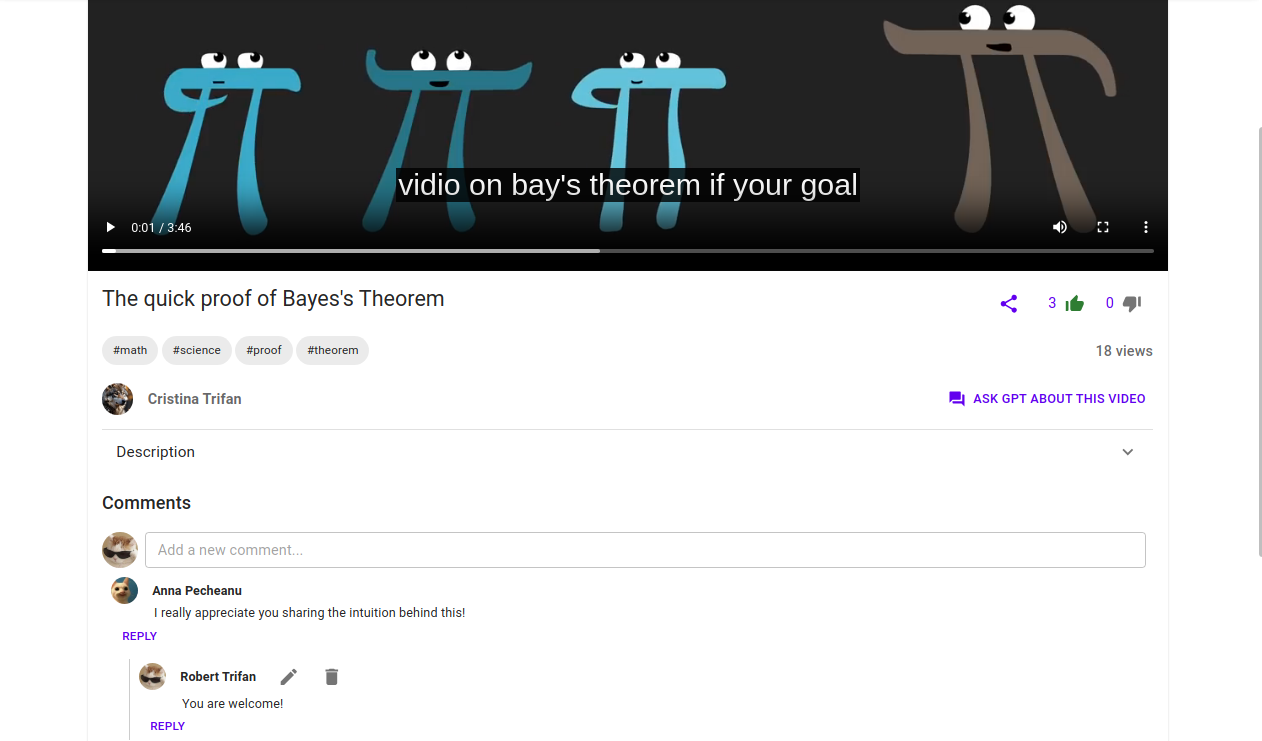 vidio on bay's theorem if your goal
0:01 / 3:46
The quick proof of Bayes's Theorem
3
0
#math
#science
#proof
#theorem
18 views
Cristina Trifan
ASK GPT ABOUT THIS VIDEO
Description
Comments
Add a new comment...
Anna Pecheanu
I really appreciate you sharing the intuition behind this!
REPLY
Robert Trifan
You are welcome!
REPLY